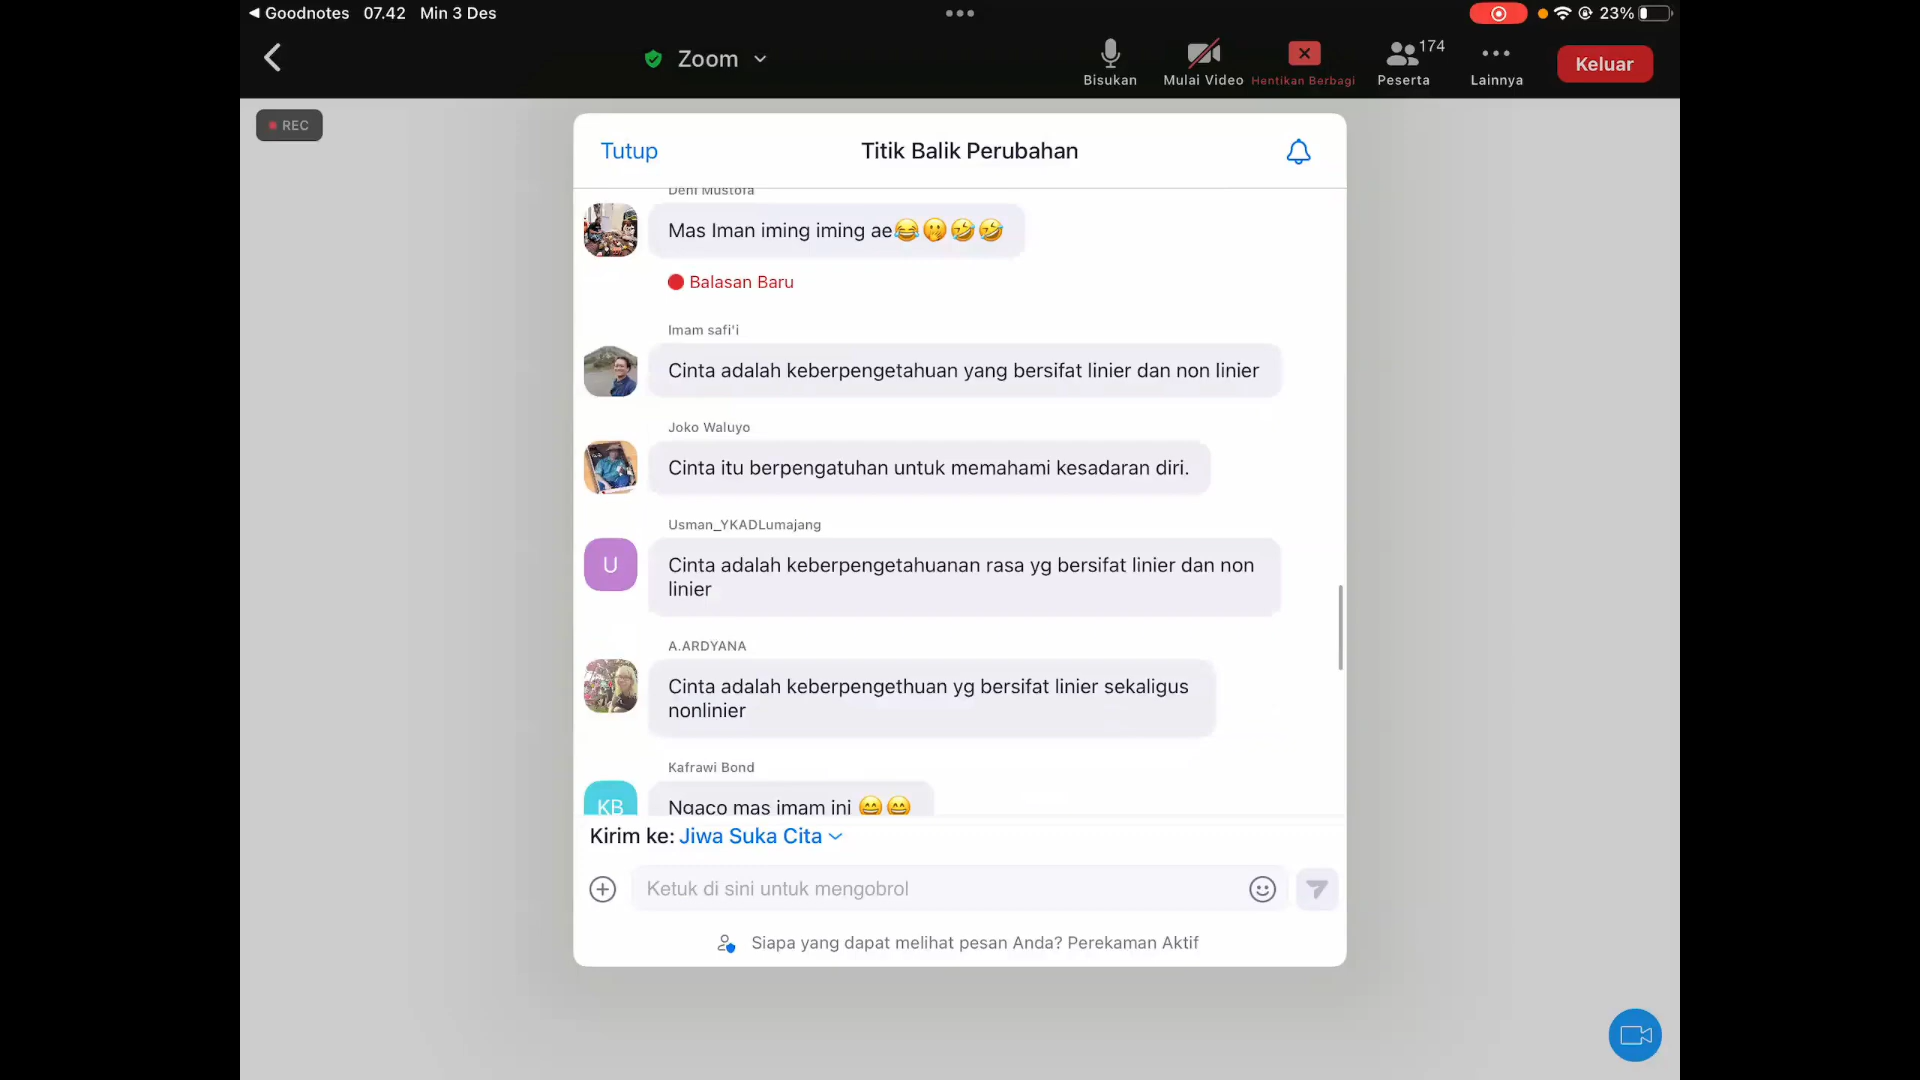 ◀ Goodnotes 07.42 Min 3 Des
23%
Zoom
Bisukan
Mulai Video
Hentikan Berbagi
174
Peserta
Lainnya
Keluar
REC
Tutup
Titik Balik Perubahan
Deni Mustofa
Mas Iman iming iming ae😂🤭🤣🤣
Balasan Baru
Imam safi'i
Cinta adalah keberpengetahuan yang bersifat linier dan non linier
Joko Waluyo
Cinta itu berpengatuhan untuk memahami kesadaran diri.
Usman_YKADLumajang
U
Cinta adalah keberpengetahuanan rasa yg bersifat linier dan non
linier
A.ARDYANA
Cinta adalah keberpengethuan yg bersifat linier sekaligus
nonlinier
Kafrawi Bond
KB
Ngaco mas imam ini 😄😄
Kirim ke: Jiwa Suka Cita
Ketuk di sini untuk mengobrol
Siapa yang dapat melihat pesan Anda? Perekaman Aktif